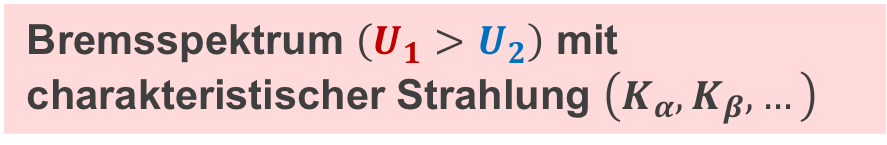 Bremsspektrum (U₁ > U₂) mit
charakteristischer Strahlung (Kα, Kβ, ...)